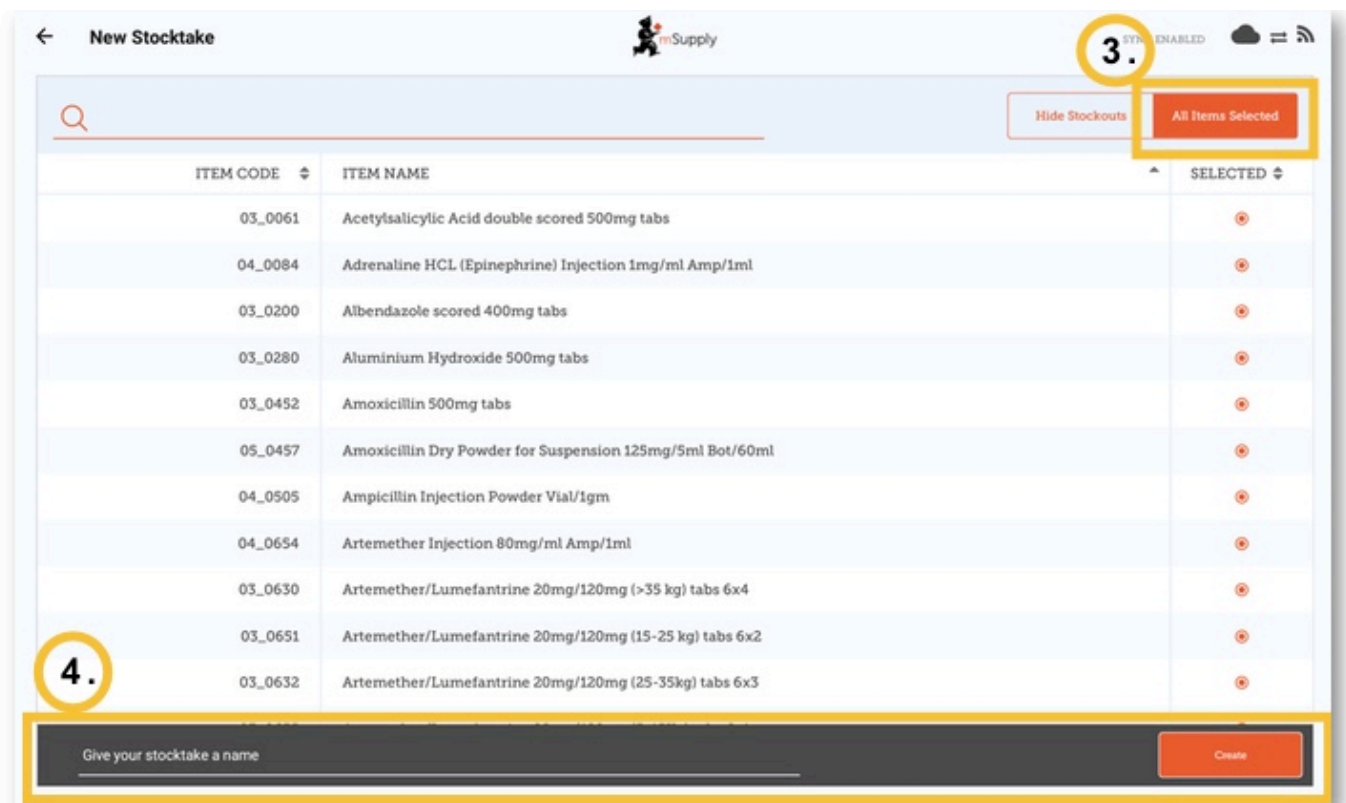 New Stocktake
mSupply
3.
ENABLED
Hide Stockouts
All Items Selected
ITEM CODE ITEM NAME SELECTED
03_0061 Acetylsalicylic Acid double scored 500mg tabs
04_0084 Adrenaline HCL (Epinephrine) Injection 1mg/ml Amp/1ml
03_0200 Albendazole scored 400mg tabs
03_0280 Aluminium Hydroxide 500mg tabs
03_0452 Amoxicillin 500mg tabs
05_0457 Amoxicillin Dry Powder for Suspension 125mg/5ml Bot/60ml
04_0505 Ampicillin Injection Powder Vial/1gm
04_0654 Artemether Injection 80mg/ml Amp/1ml
03_0630 Artemether/Lumefantrine 20mg/120mg (>35 kg) tabs 6x4
03_0651 Artemether/Lumefantrine 20mg/120mg (15-25 kg) tabs 6x2
4.
03_0632 Artemether/Lumefantrine 20mg/120mg (25-35kg) tabs 6x3
Give your stocktake a name
Create